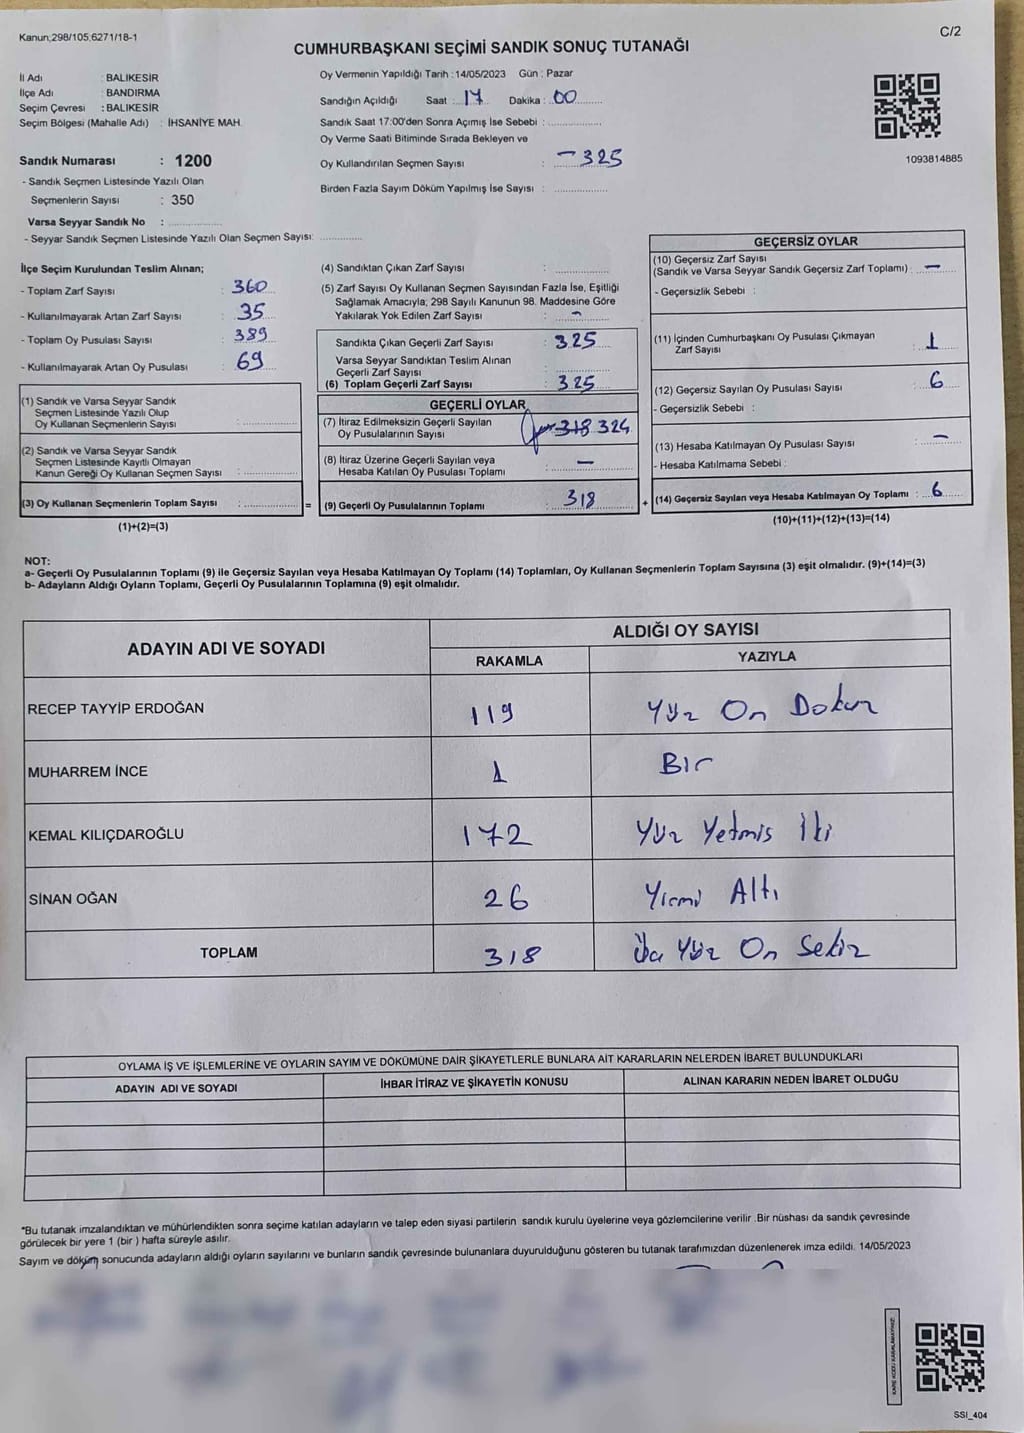 Kanun;298/105,6271/18-1
C/2
CUMHURBAŞKANI SEÇİMİ SANDIK SONUÇ TUTANAĞI
İl Adı : BALIKESİR
İlçe Adı : BANDIRMA
Seçim Çevresi : BALIKESİR
Seçim Bölgesi (Mahalle Adı) : İHSANİYE MAH.
Sandık Numarası : 1200
- Sandık Seçmen Listesinde Yazılı Olan
Seçmenlerin Sayısı : 350
Varsa Seyyar Sandık No : ..............
- Seyyar Sandık Seçmen Listesinde Yazılı Olan Seçmen Sayısı: ..............
Oy Vermenin Yapıldığı Tarih : 14/05/2023 Gün : Pazar
Sandığın Açıldığı Saat : 17 Dakika : 00
Sandık Saat 17:00'den Sonra Açımış İse Sebebi : ..............
Oy Verme Saati Bitiminde Sırada Bekleyen ve
Oy Kullandırılan Seçmen Sayısı : - 325
Birden Fazla Sayım Döküm Yapılmış İse Sayısı : ..............
1093814885
İlçe Seçim Kurulundan Teslim Alınan;
- Toplam Zarf Sayısı : 360
- Kullanılmayarak Artan Zarf Sayısı : 35
- Toplam Oy Pusulası Sayısı : 389
- Kullanılmayarak Artan Oy Pusulası : 69
(1) Sandık ve Varsa Seyyar Sandık
Seçmen Listesinde Yazılı Olup
Oy Kullanan Seçmenlerin Sayısı : ..............
(2) Sandık ve Varsa Seyyar Sandık
Seçmen Listesinde Kayıtlı Olmayan
Kanun Gereği Oy Kullanan Seçmen Sayısı : ..............
(3) Oy Kullanan Seçmenlerin Toplam Sayısı : .............. =
(1)+(2)=(3)
(4) Sandıktan Çıkan Zarf Sayısı : ..............
(5) Zarf Sayısı Oy Kullanan Seçmen Sayısından Fazla İse, Eşitliği
Sağlamak Amacıyla; 298 Sayılı Kanunun 98. Maddesine Göre
Yakılarak Yok Edilen Zarf Sayısı : -
Sandıkta Çıkan Geçerli Zarf Sayısı : 325
Varsa Seyyar Sandıktan Teslim Alınan
Geçerli Zarf Sayısı : ..............
(6) Toplam Geçerli Zarf Sayısı : 325
GEÇERLİ OYLAR
(7) İtiraz Edilmeksizin Geçerli Sayılan 318 324
Oy Pusulalarının Sayısı
(8) İtiraz Üzerine Geçerli Sayılan veya : -
Hesaba Katılan Oy Pusulası Toplamı
(9) Geçerli Oy Pusulalarının Toplamı : 318 +
GEÇERSİZ OYLAR
(10) Geçersiz Zarf Sayısı
(Sandık ve Varsa Seyyar Sandık Geçersiz Zarf Toplamı) : -
- Geçersizlik Sebebi :
(11) İçinden Cumhurbaşkanı Oy Pusulası Çıkmayan
Zarf Sayısı : 1
(12) Geçersiz Sayılan Oy Pusulası Sayısı : 6
- Geçersizlik Sebebi :
(13) Hesaba Katılmayan Oy Pusulası Sayısı : -
- Hesaba Katılmama Sebebi :
(14) Geçersiz Sayılan veya Hesaba Katılmayan Oy Toplamı : 6
(10)+(11)+(12)+(13)=(14)
NOT:
a- Geçerli Oy Pusulalarının Toplamı (9) ile Geçersiz Sayılan veya Hesaba Katılmayan Oy Toplamı (14) Toplamları, Oy Kullanan Seçmenlerin Toplam Sayısına (3) eşit olmalıdır. (9)+(14)=(3)
b- Adayların Aldığı Oyların Toplamı, Geçerli Oy Pusulalarının Toplamına (9) eşit olmalıdır.
ADAYIN ADI VE SOYADI ALDIĞI OY SAYISI
RAKAMLA YAZIYLA
RECEP TAYYİP ERDOĞAN 119 Yüz On Dokuz
MUHARREM İNCE 1 Bir
KEMAL KILIÇDAROĞLU 172 Yüz Yetmis İki
SİNAN OĞAN 26 Yirmi Altı
TOPLAM 318 Üç Yüz On Sekiz
OYLAMA İŞ VE İŞLEMLERİNE VE OYLARIN SAYIM VE DÖKÜMÜNE DAİR ŞİKAYETLERLE BUNLARA AİT KARARLARIN NELERDEN İBARET BULUNDUKLARI
ADAYIN ADI VE SOYADI İHBAR İTİRAZ VE ŞİKAYETİN KONUSU ALINAN KARARIN NEDEN İBARET OLDUĞU
*Bu tutanak imzalandıktan ve mühürlendikten sonra seçime katılan adayların ve talep eden siyasi partilerin sandık kurulu üyelerine veya gözlemcilerine verilir .Bir nüshası da sandık çevresinde
görülecek bir yere 1 (bir ) hafta süreyle asılır.
Sayım ve döküm sonucunda adayların aldığı oyların sayılarını ve bunların sandık çevresinde bulunanlara duyurulduğunu gösteren bu tutanak tarafımızdan düzenlenerek imza edildi. 14/05/2023
KARE KODU KARALAMAYINIZ!
SSI_404